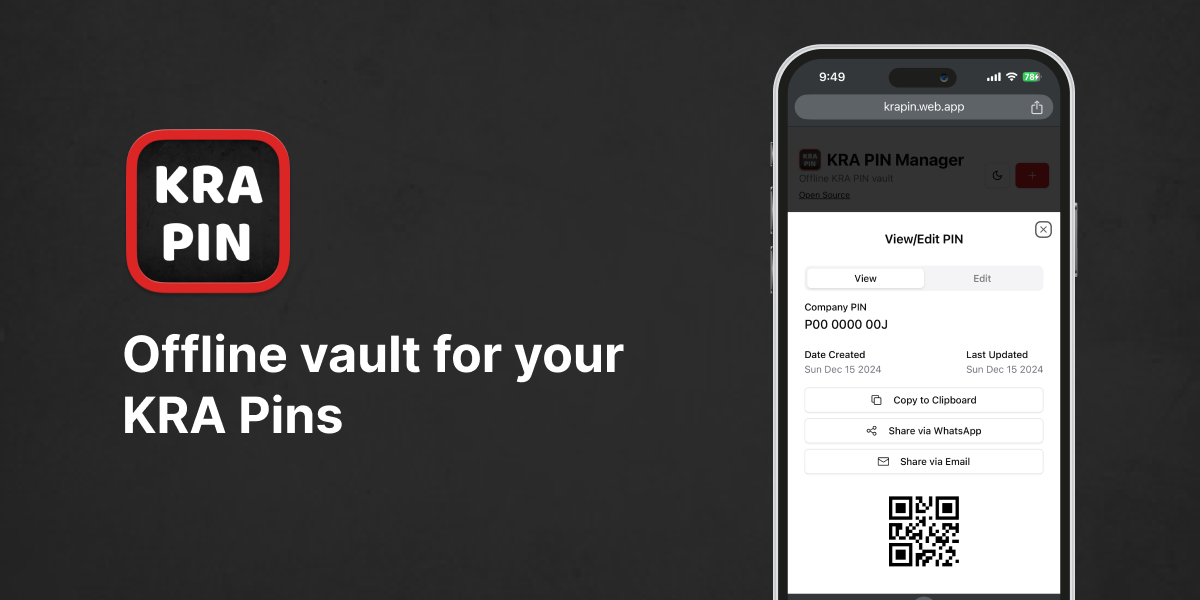 KRA
PIN
Offline vault for your
KRA Pins
9:49
78
krapin.web.app
KRA
PIN
KRA PIN Manager
Offline KRA PIN vault
Open Source
+
View/Edit PIN
View
Edit
Company PIN
P00 0000 00J
Date Created
Last Updated
Sun Dec 15 2024
Sun Dec 15 2024
Copy to Clipboard
Share via WhatsApp
Share via Email